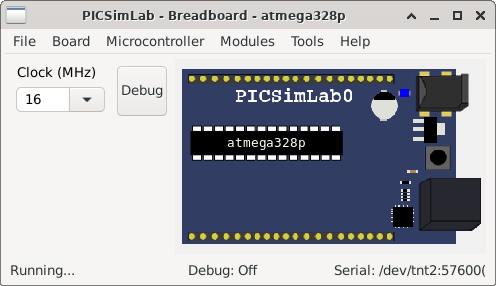 PICSimLab - Breadboard - atmega328p
File Board Microcontroller Modules Tools Help
Clock (MHz)
16
Debug
PICSimLab0
atmega328p
Running...
Debug: Off
Serial: /dev/tnt2:57600(